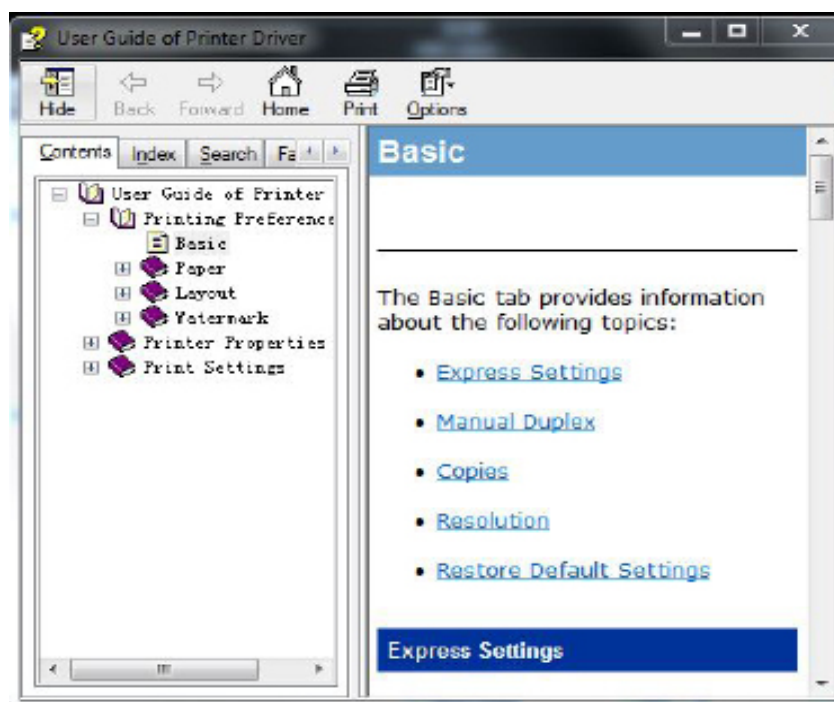 User Guide of Printer Driver
Hide Back Forward Home Print Options
Contents Index Search Fa
User Guide of Printer
Printing Preference
Basic
Paper
Layout
Watermark
Printer Properties
Print Settings
Basic
The Basic tab provides information
about the following topics:
• Express Settings
• Manual Duplex
• Copies
• Resolution
• Restore Default Settings
Express Settings